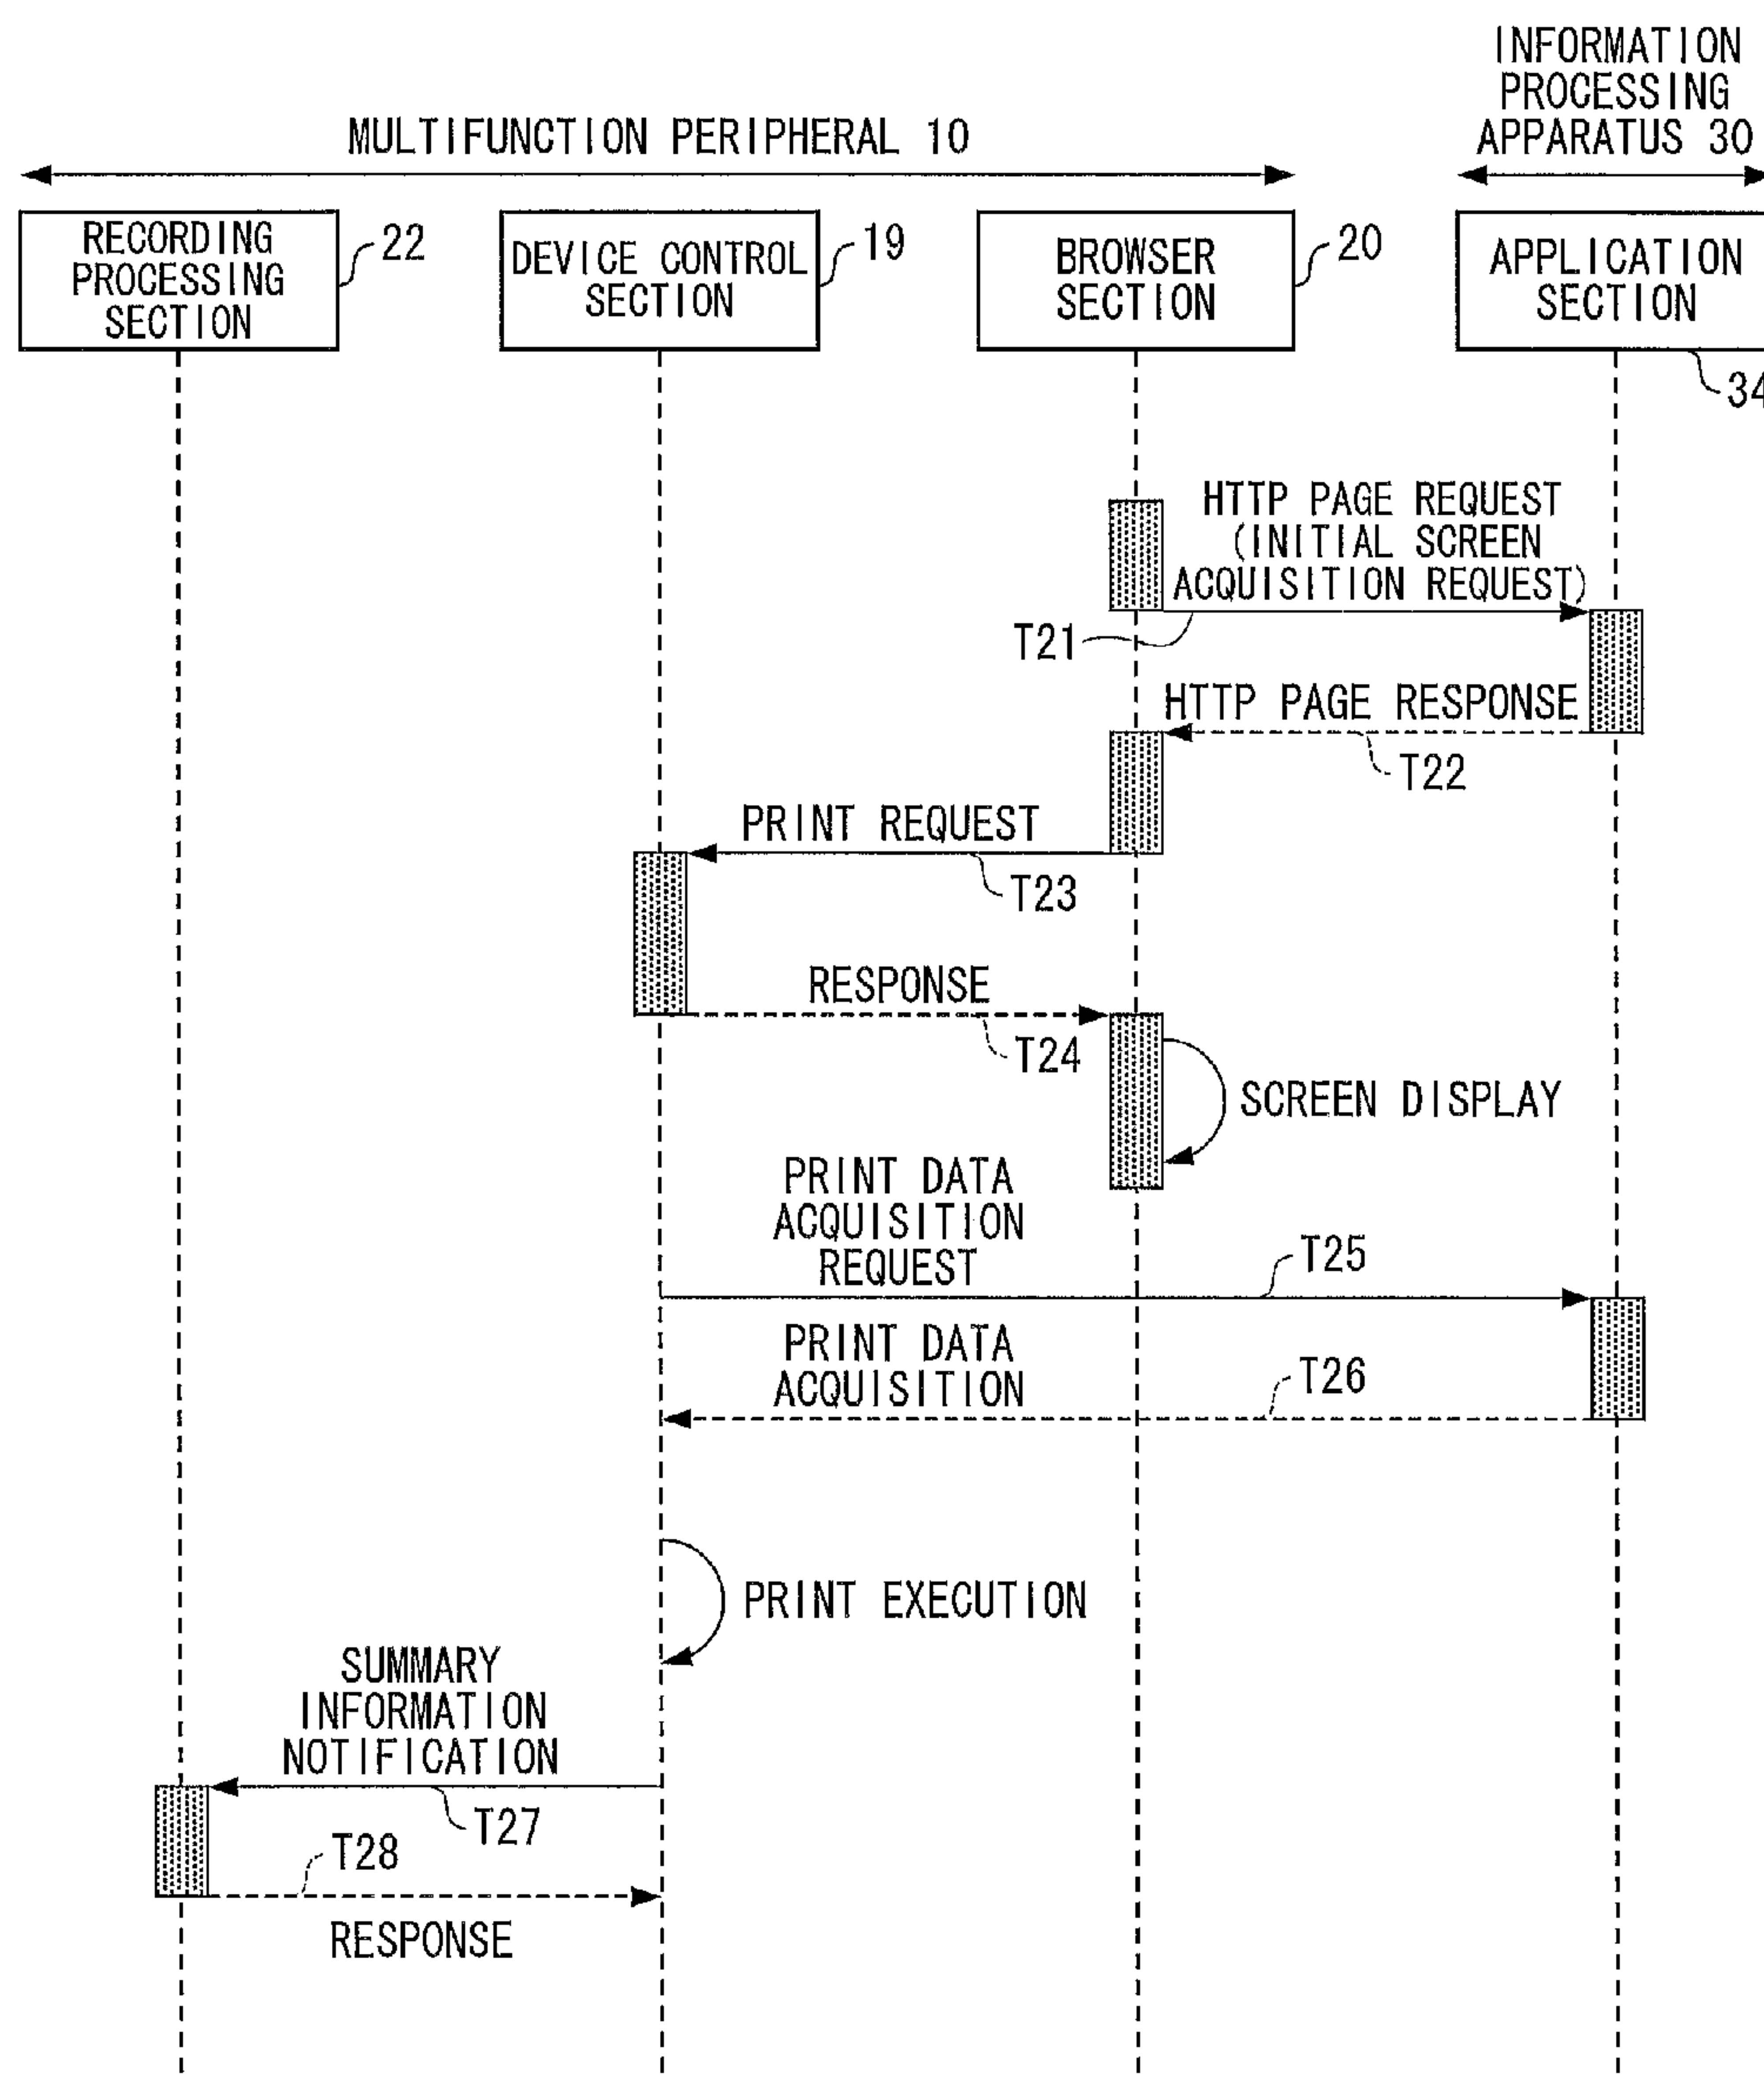 INFORMATION
PROCESSING
APPARATUS 30
MULTIFUNCTION PERIPHERAL 10
RECORDING
PROCESSING
SECTION
22
DEVICE CONTROL
SECTION
19
BROWSER
SECTION
20
APPLICATION
SECTION
34
HTTP PAGE REQUEST
(INITIAL SCREEN
ACQUISITION REQUEST)
T21
HTTP PAGE RESPONSE
T22
PRINT REQUEST
T23
RESPONSE
T24
SCREEN DISPLAY
PRINT DATA
ACQUISITION
REQUEST
T25
PRINT DATA
ACQUISITION
T26
PRINT EXECUTION
SUMMARY
INFORMATION
NOTIFICATION
T27
T28
RESPONSE